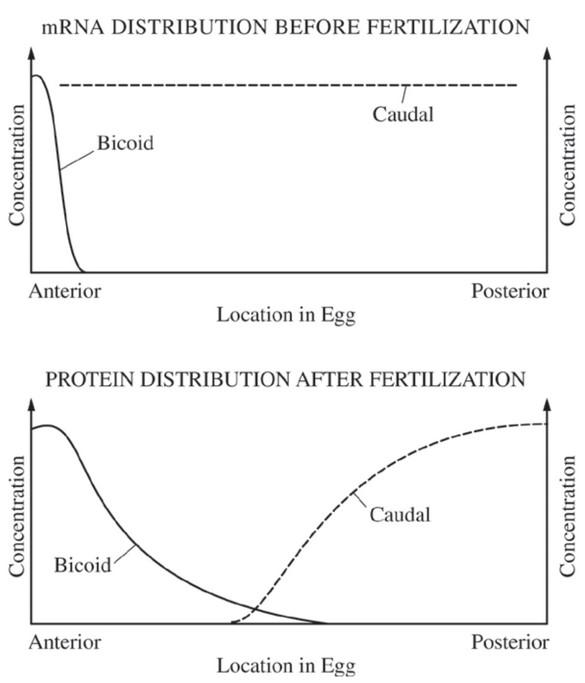 mRNA DISTRIBUTION BEFORE FERTILIZATION
Concentration
Bicoid
Caudal
Concentration
Anterior
Posterior
Location in Egg
PROTEIN DISTRIBUTION AFTER FERTILIZATION
Concentration
Bicoid
Caudal
Concentration
Anterior
Posterior
Location in Egg